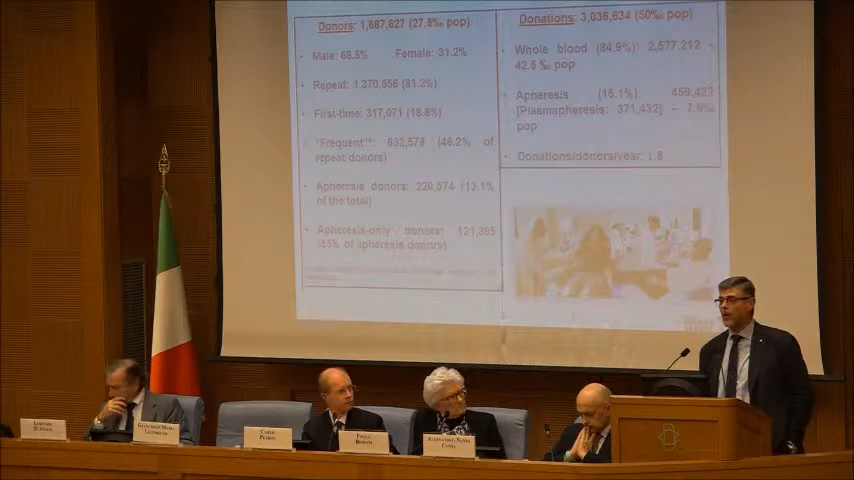 Donors: 1,687,627 (27.8‰ pop)
Male: 68.8% Female: 31.2%
Repeat: 1,370,556 (81.2%)
First-time: 317,071 (18.8%)
"Frequent"*: 632,578 (46.2% of
repeat donors)
Apheresis donors: 220,574 (13.1%
of the total)
Apheresis-only donors: 121,395
(55% of apheresis donors)
Donations: 3,036,634 (50‰ pop)
Whole blood (84.9%) 2,577,212 -
42.5 ‰ pop
Apheresis (15.1%) 459,422
[Plasmapheresis: 371,432] – 7.6‰
pop
Donations/donors/year: 1.8
Carlo
Petrini
Alessandro Nanni
Costa